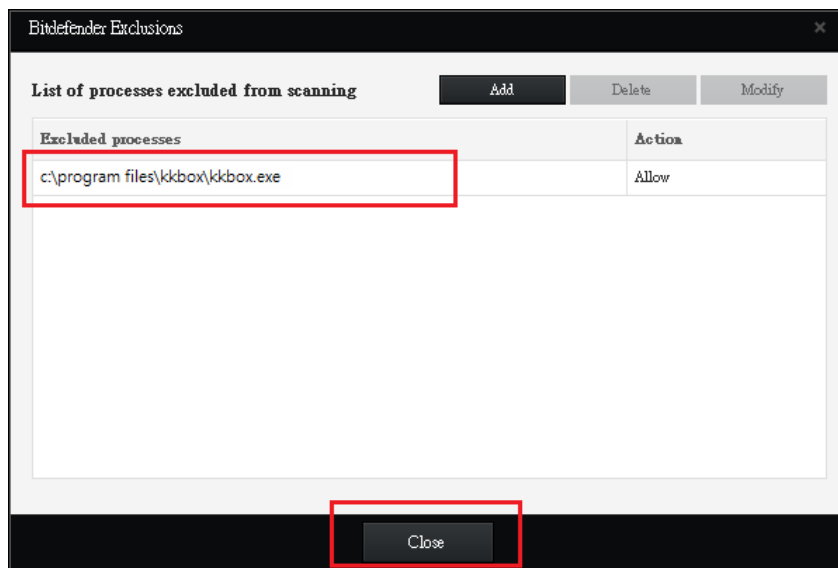 Bitdefender Exclusions
List of processes excluded from scanning Add Delete Modify
Excluded processes Action
c:\program files\kkbox\kkbox.exe Allow
Close